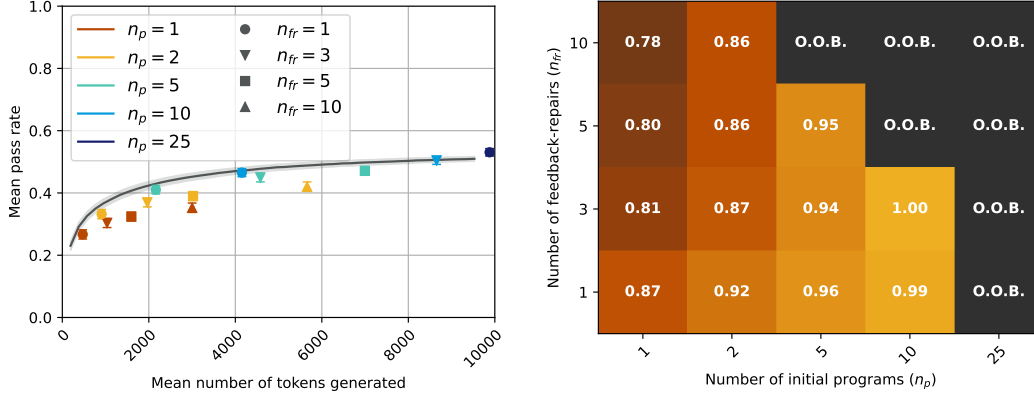 1.0
0.8
0.6
0.4
0.2
0.0
Mean pass rate
n_p = 1
n_p = 2
n_p = 5
n_p = 10
n_p = 25
n_fr = 1
n_fr = 3
n_fr = 5
n_fr = 10
0
2000
4000
6000
8000
10000
Mean number of tokens generated
Number of feedback-repairs (n_fr)
10 0.78 0.86 O.O.B. O.O.B. O.O.B.
5 0.80 0.86 0.95 O.O.B. O.O.B.
3 0.81 0.87 0.94 1.00 O.O.B.
1 0.87 0.92 0.96 0.99 O.O.B.
1 2 5 10 25
Number of initial programs (n_p)